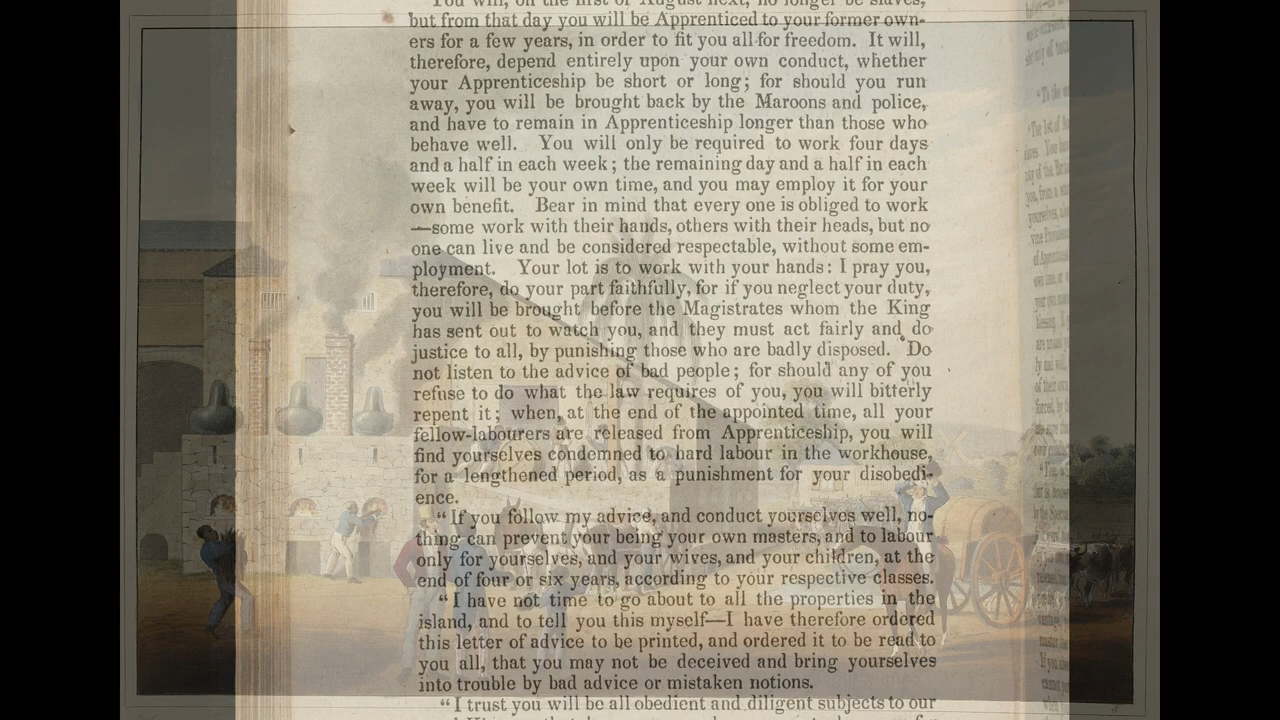 You will, on the first of August next, no longer be slaves,
but from that day you will be Apprenticed to your former own-
ers for a few years, in order to fit you all for freedom. It will,
therefore, depend entirely upon your own conduct, whether
your Apprenticeship be short or long; for should you run
away, you will be brought back by the Maroons and police,
and have to remain in Apprenticeship longer than those who
behave well. You will only be required to work four days
and a half in each week; the remaining day and a half in each
week will be your own time, and you may employ it for your
own benefit. Bear in mind that every one is obliged to work
—some work with their hands, others with their heads, but no
one can live and be considered respectable, without some em-
ployment. Your lot is to work with your hands: I pray you,
therefore, do your part faithfully, for if you neglect your duty,
you will be brought before the Magistrates whom the King
has sent out to watch you, and they must act fairly and do
justice to all, by punishing those who are badly disposed. Do
not listen to the advice of bad people; for should any of you
refuse to do what the law requires of you, you will bitterly
repent it; when, at the end of the appointed time, all your
fellow-labourers are released from Apprenticeship, you will
find yourselves condemned to hard labour in the workhouse,
for a lengthened period, as a punishment for your disobedi-
ence.
“If you follow my advice, and conduct yourselves well, no-
thing can prevent your being your own masters, and to labour
only for yourselves, and your wives, and your children, at the
end of four or six years, according to your respective classes.
“I have not time to go about to all the properties in the
island, and to tell you this myself—I have therefore ordered
this letter of advice to be printed, and ordered it to be read to
you all, that you may not be deceived and bring yourselves
into trouble by bad advice or mistaken notions.
“I trust you will be all obedient and diligent subjects to our